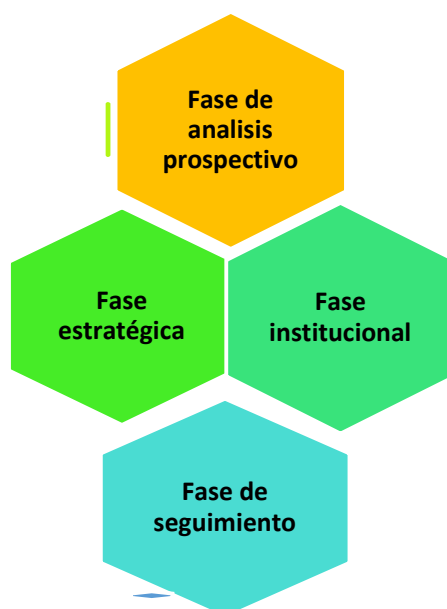 Fase de
analisis
prospectivo
Fase
estratégica
Fase
institucional
Fase de
seguimiento